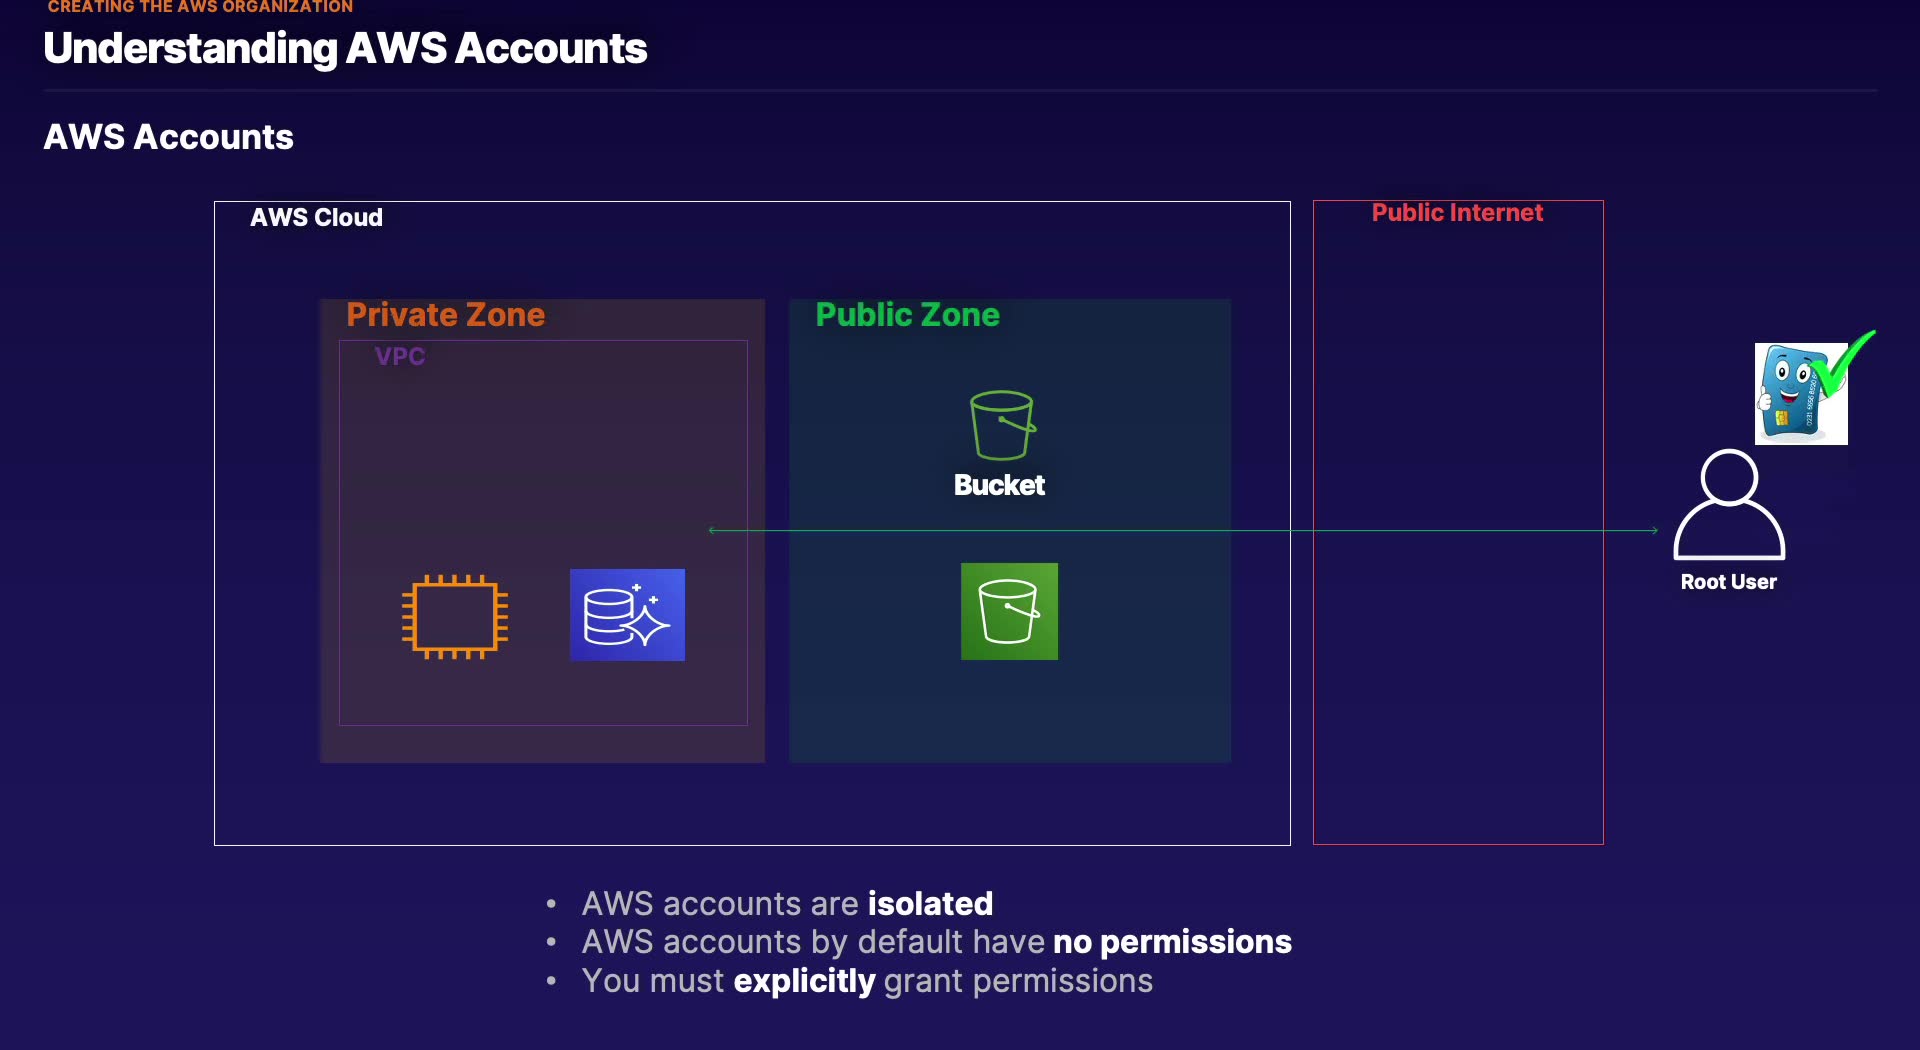 CREATING THE AWS ORGANIZATION
Understanding AWS Accounts
AWS Accounts
AWS Cloud
Public Internet
Private Zone
Public Zone
VPC
Bucket
Root User
• AWS accounts are isolated
• AWS accounts by default have no permissions
• You must explicitly grant permissions